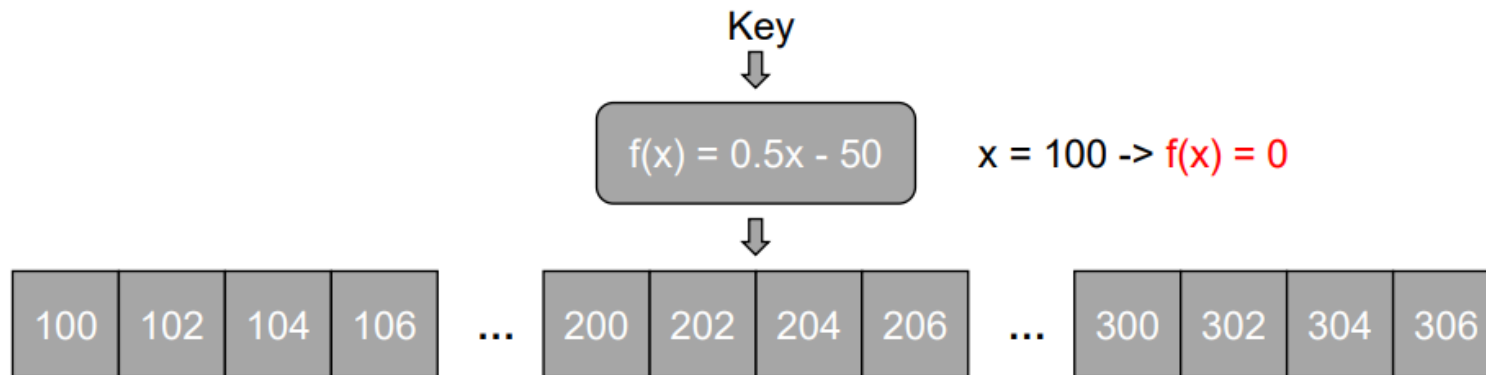 Key
f(x) = 0.5x - 50
x = 100 -> f(x) = 0
100 102 104 106 ... 200 202 204 206 ... 300 302 304 306